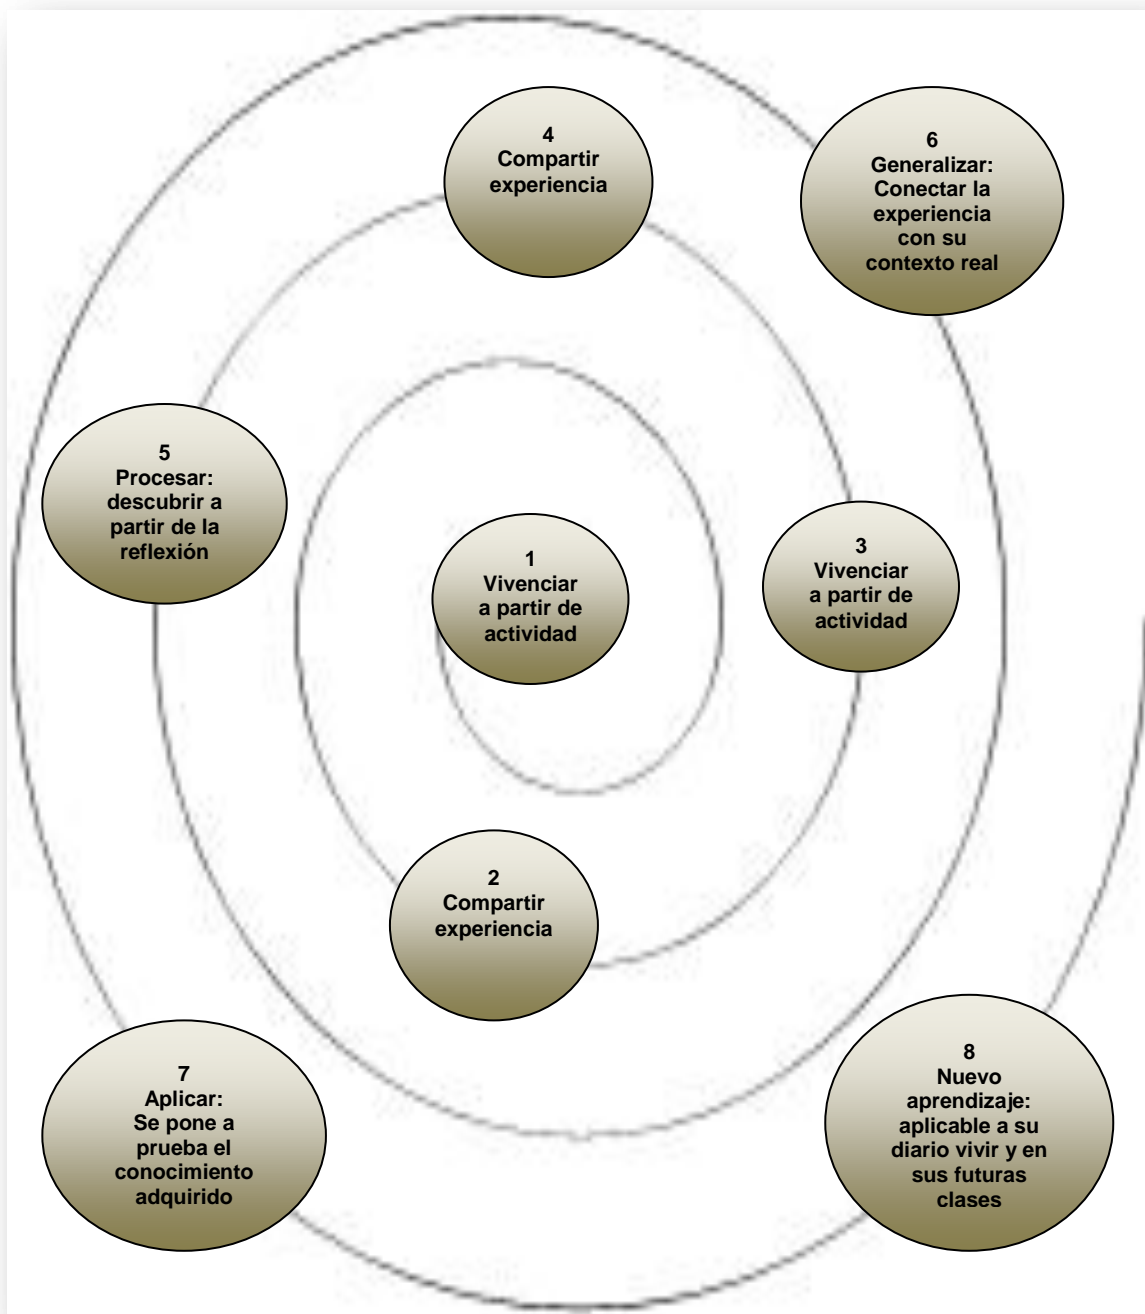 1
Vivenciar
a partir de
actividad
2
Compartir
experiencia
3
Vivenciar
a partir de
actividad
4
Compartir
experiencia
5
Procesar:
descubrir a
partir de la
reflexión
6
Generalizar:
Conectar la
experiencia
con su
contexto real
7
Aplicar:
Se pone a
prueba el
conocimiento
adquirido
8
Nuevo
aprendizaje:
aplicable a su
diario vivir y en
sus futuras
clases